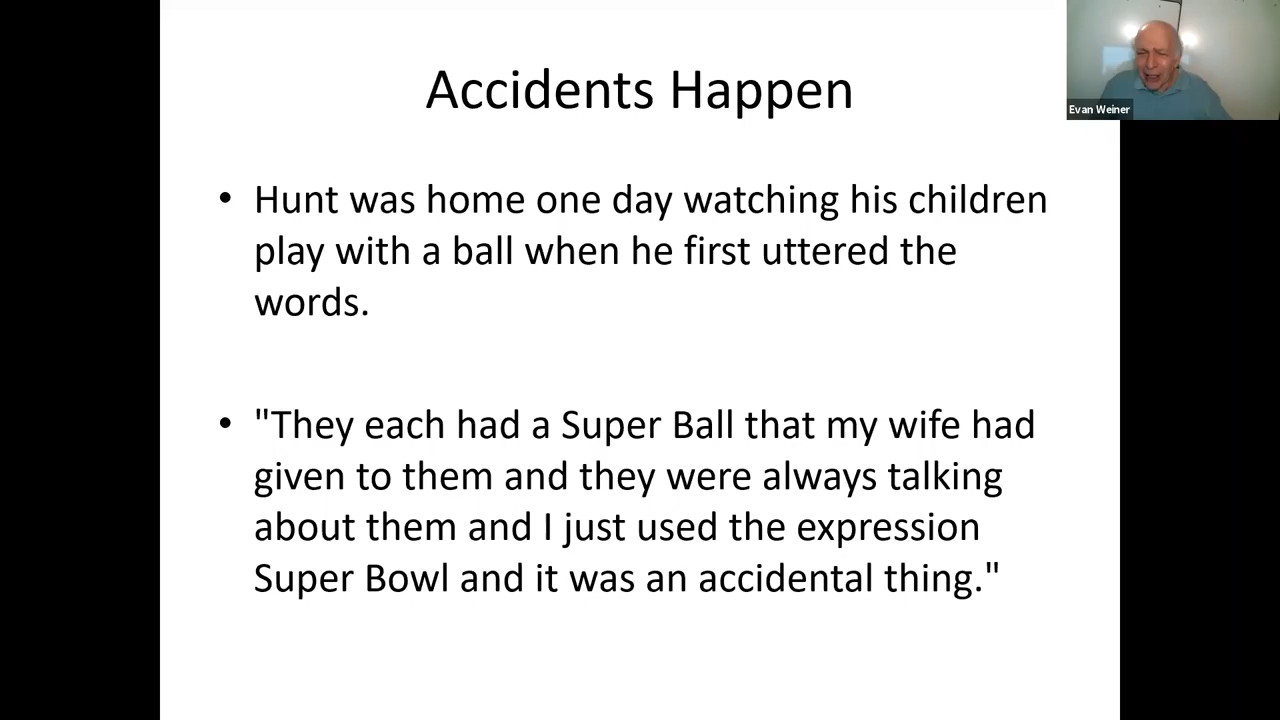 Accidents Happen
Evan Weiner
• Hunt was home one day watching his children
play with a ball when he first uttered the
words.
• "They each had a Super Ball that my wife had
given to them and they were always talking
about them and I just used the expression
Super Bowl and it was an accidental thing."